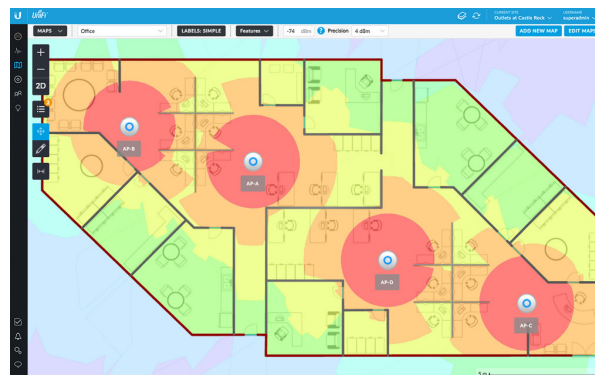 UniFi
CURRENT SITE
Outlets at Castle Rock
USERNAME
superadmin
MAPS
Office
LABELS: SIMPLE
Features
-74 dBm
Precision
4 dBm
ADD NEW MAP
EDIT MAPS
2D
AP-B
AP-A
AP-D
AP-C